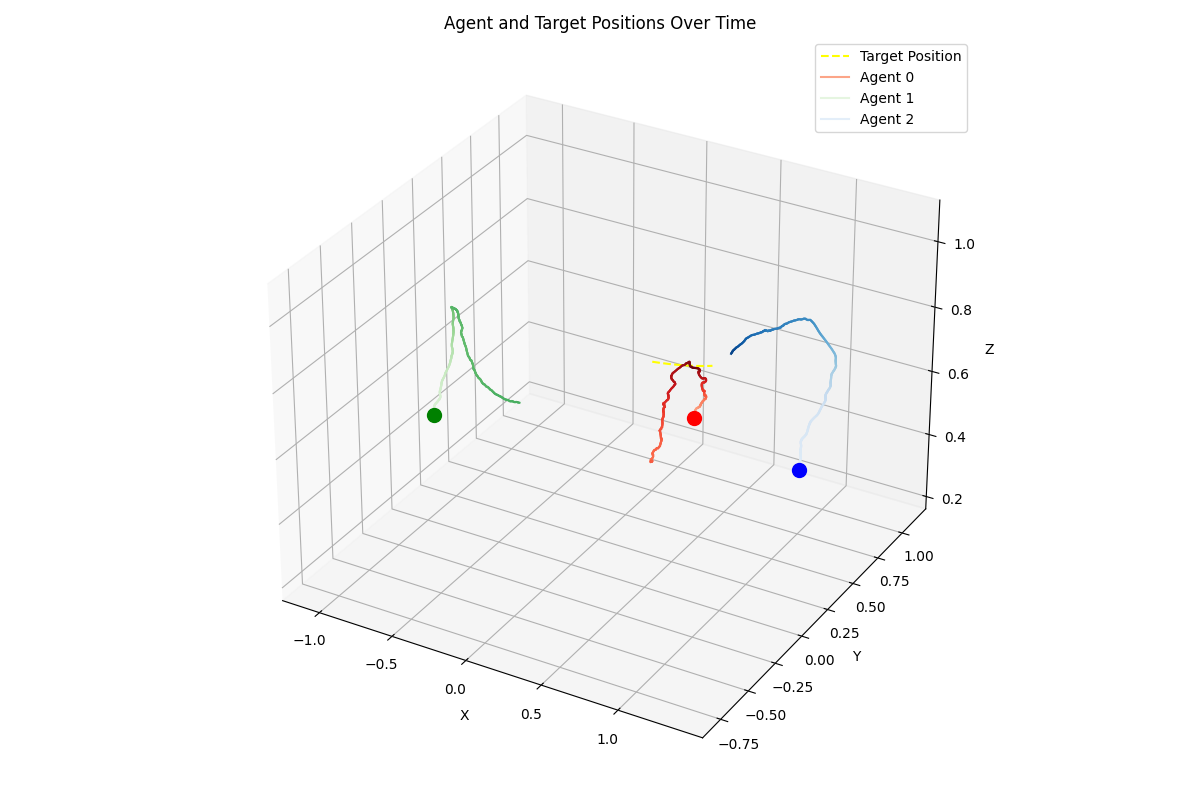 Agent and Target Positions Over Time
Target Position
Agent 0
Agent 1
Agent 2
1.0
0.8
Z
0.6
0.4
0.2
1.00
0.75
0.50
0.25
0.00
Y
−0.25
−0.50
−0.75
−1.0
−0.5
0.0
X
0.5
1.0